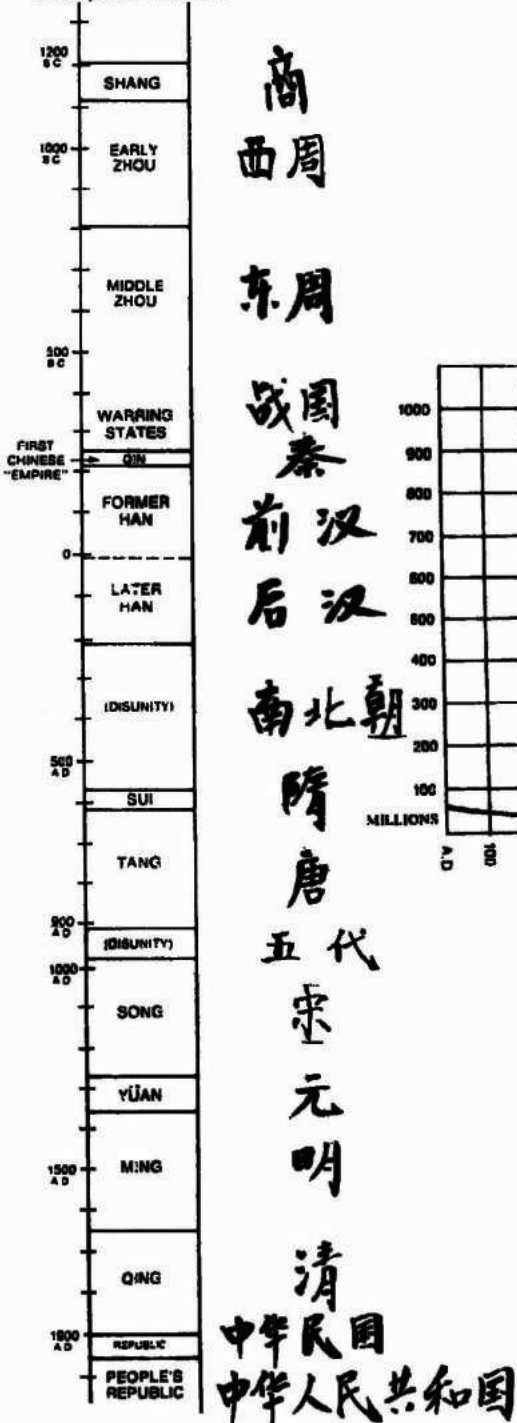 1200
BC
SHANG 商
1000
BC
EARLY
ZHOU 西周
MIDDLE
ZHOU 东周
500
BC
WARRING
STATES 战国
FIRST
CHINESE
"EMPIRE"
QIN 秦
FORMER
HAN 前汉
0
LATER
HAN 后汉
(DISUNITY) 南北朝
500
AD
SUI 隋
TANG 唐
900
AD
(DISUNITY) 五代
1000
AD
SONG 宋
YÜAN 元
1500
AD
MING 明
QING 清
1900
AD
REPUBLIC 中华民国
PEOPLE'S
REPUBLIC 中华人民共和国
1000
900
800
700
600
500
400
300
200
100
MILLIONS
A.D
100